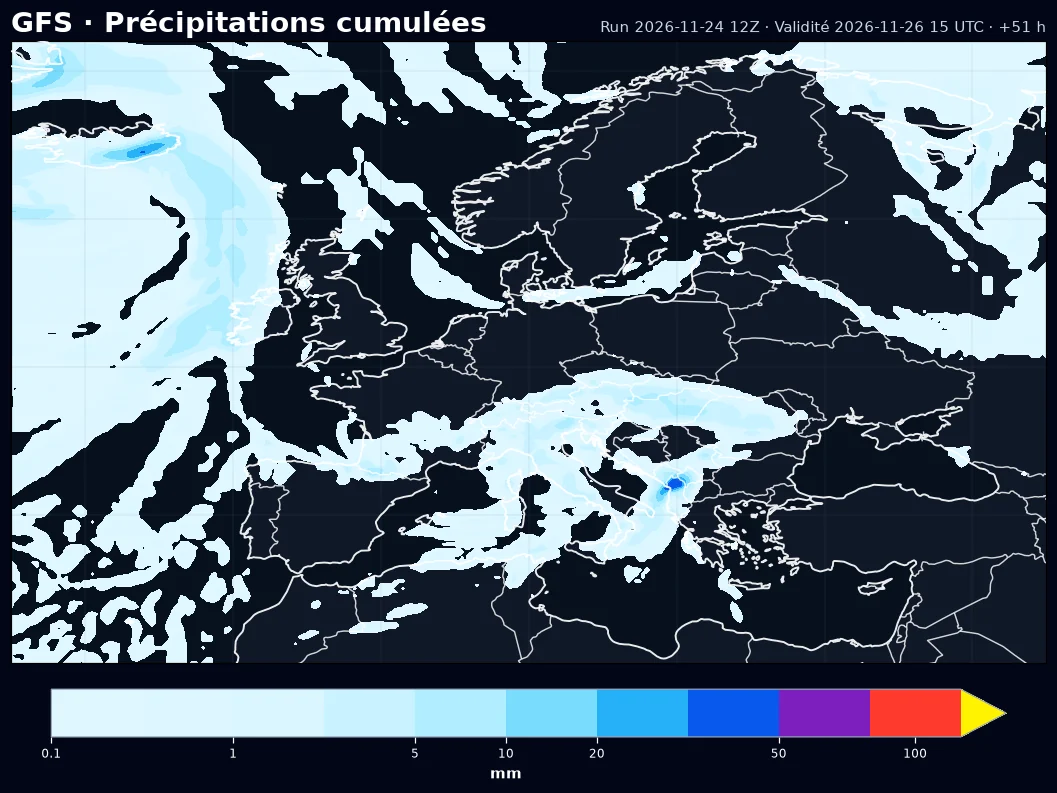 GFS · Précipitations cumulées
Run 2026-11-24 12Z · Validité 2026-11-26 15 UTC · +51 h
0.1 1 5 10 20 50 100
mm